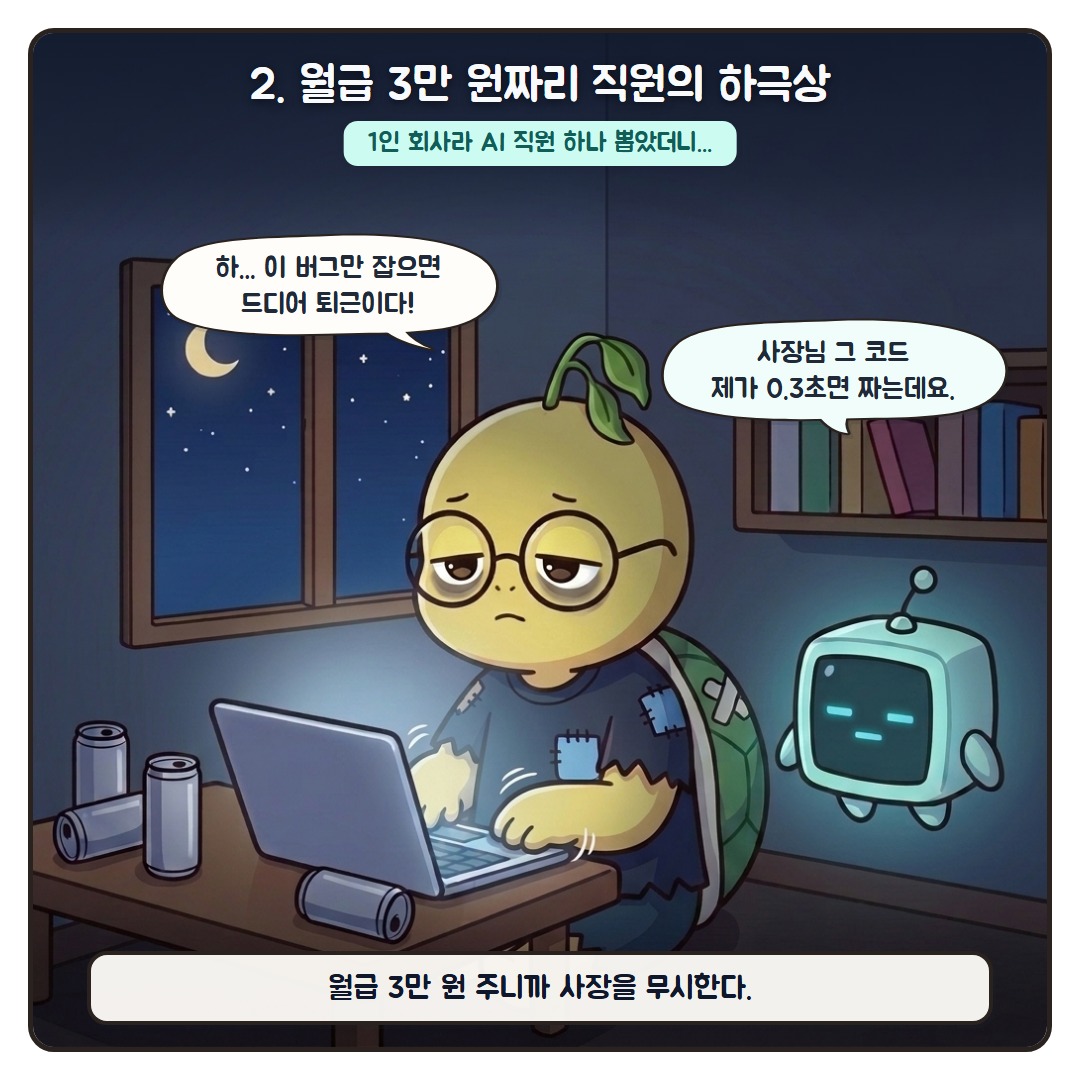 2. 월급 3만 원짜리 직원의 하극상
1인 회사라 AI 직원 하나 뽑았더니...
하... 이 버그만 잡으면
드디어 퇴근이다!
사장님 그 코드
제가 0.3초면 짜는데요.
월급 3만 원 주니까 사장을 무시한다.